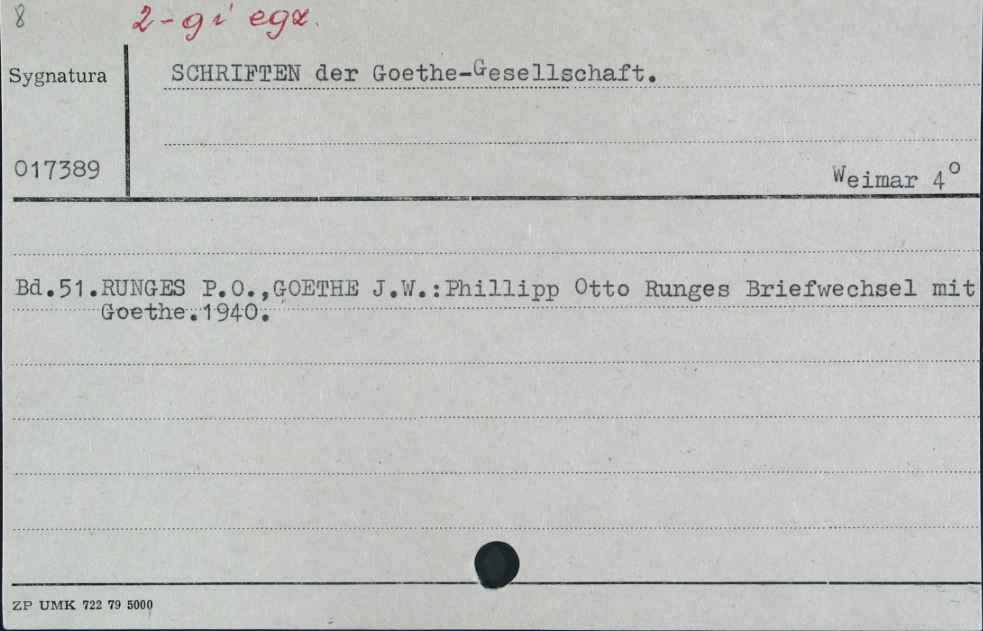 8
2-gi egz.
Sygnatura
SCHRIFTEN der Goethe-Gesellschaft.
017389
Weimar 4°
Bd.51.RUNGES P.O.,GOETHE J.W.:Phillipp Otto Runges Briefwechsel mit
Goethe.1940.
ZP UMK 722 79 5000